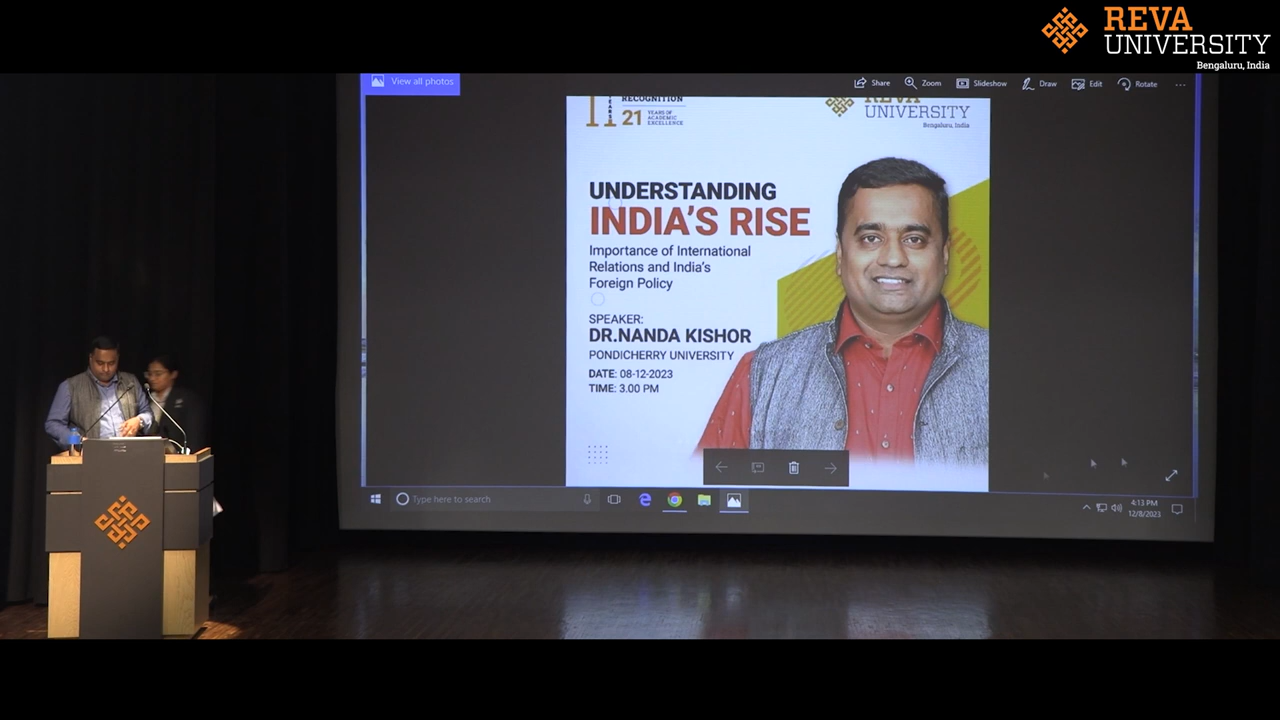 REVA
UNIVERSITY
Bengaluru, India
View all photos
Share
Zoom
Slideshow
Draw
Edit
Rotate
11
YEARS
RECOGNITION
21 YEARS OF
ACADEMIC
EXCELLENCE
REVA
UNIVERSITY
Bengaluru, India
UNDERSTANDING
INDIA'S RISE
Importance of International
Relations and India's
Foreign Policy
SPEAKER:
DR.NANDA KISHOR
PONDICHERRY UNIVERSITY
DATE: 08-12-2023
TIME: 3.00 PM
Type here to search
4:13 PM
12/8/2023